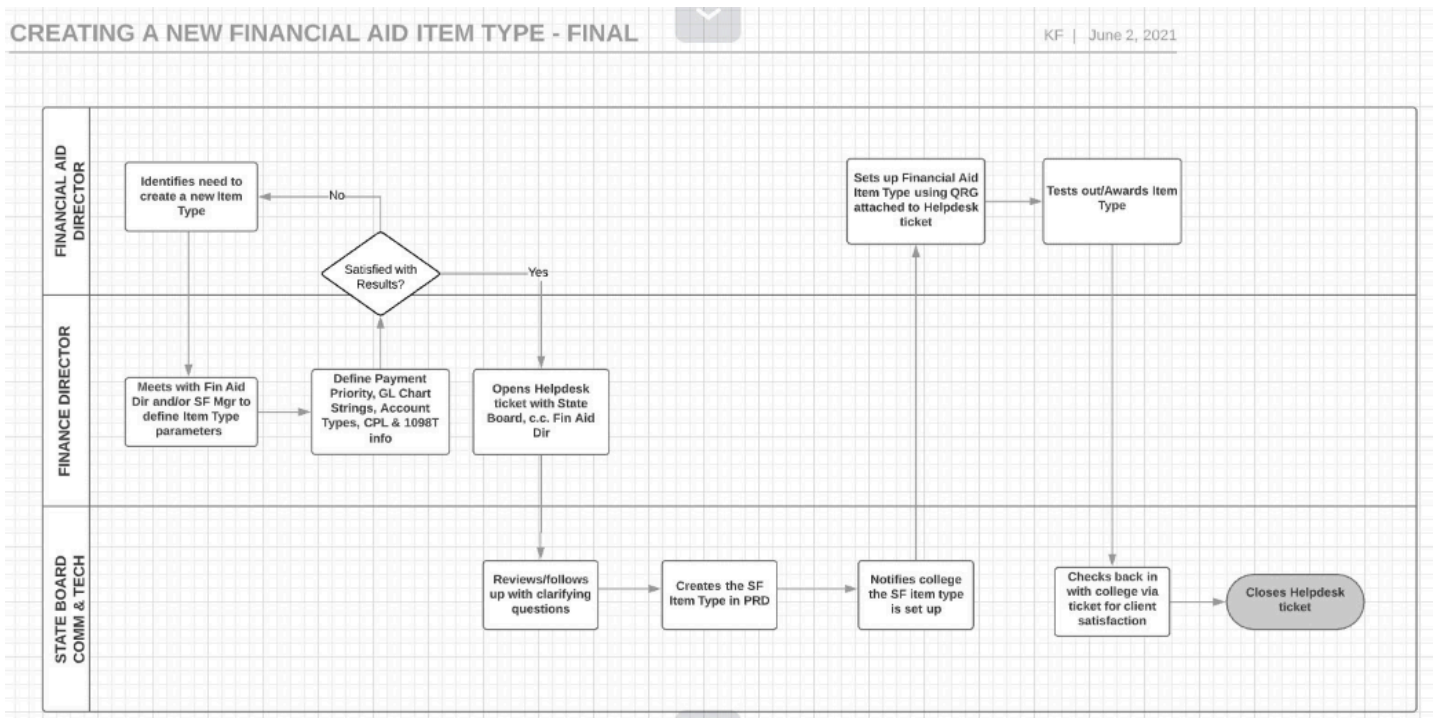 CREATING A NEW FINANCIAL AID ITEM TYPE - FINAL
KF | June 2, 2021
FINANCIAL AID
DIRECTOR
Identifies need to
create a new Item
Type
No
Satisfied with
Results?
Yes
Sets up Financial Aid
Item Type using QRG
attached to Helpdesk
ticket
Tests out/Awards Item
Type
FINANCE DIRECTOR
Meets with Fin Aid
Dir and/or SF Mgr to
define Item Type
parameters
Define Payment
Priority, GL Chart
Strings, Account
Types, CPL & 1098T
info
Opens Helpdesk
ticket with State
Board, c.c. Fin Aid
Dir
STATE BOARD
COMM & TECH
Reviews/follows
up with clarifying
questions
Creates the SF
Item Type in PRD
Notifies college
the SF item type
is set up
Checks back in
with college via
ticket for client
satisfaction
Closes Helpdesk
ticket